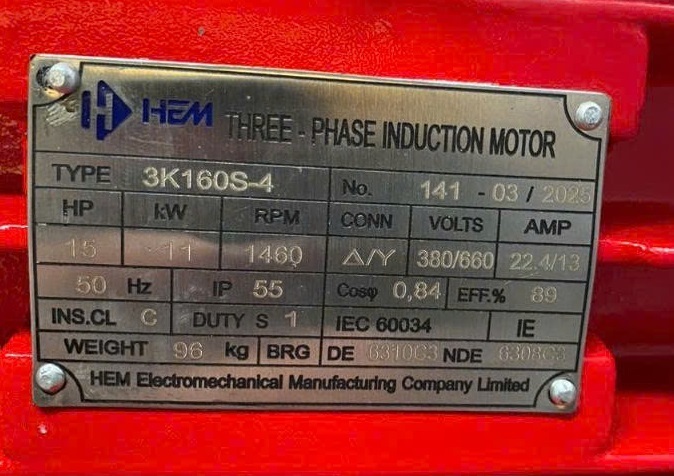 HEM THREE - PHASE INDUCTION MOTOR
TYPE 3K160S-4 No. 141 - 03 / 2025
HP kW RPM CONN VOLTS AMP
15 11 1460 Δ/Y 380/660 22.4/13
50 Hz IP 55 Cosφ 0,84 EFF.% 89
INS.CL C DUTY S 1 IEC 60034 IE
WEIGHT 96 kg BRG DE 6310C3 NDE 6308C3
HEM Electromechanical Manufacturing Company Limited